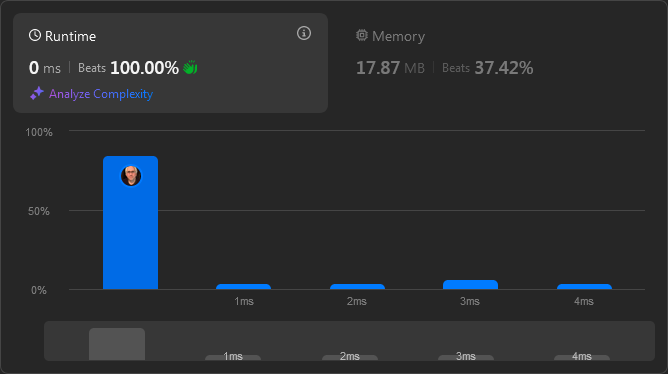 Runtime
0 ms | Beats 100.00%
Analyze Complexity
Memory
17.87 MB | Beats 37.42%
100%
50%
0%
1ms 2ms 3ms 4ms
1ms 2ms 3ms 4ms